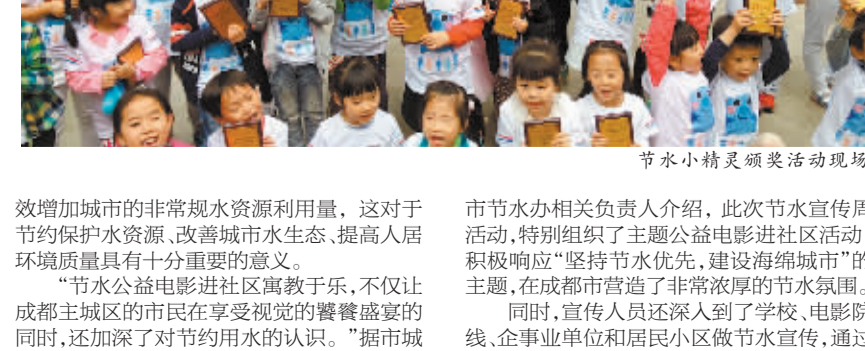 节水小精灵颁奖活动现场
效增加城市的非常规水资源利用量，这对于
节约保护水资源、改善城市水生态、提高人居
环境质量具有十分重要的意义。
“节水公益电影进社区寓教于乐，不仅让
成都主城区的市民在享受视觉的饕餮盛宴的
同时，还加深了对节约用水的认识。”据市城
市节水办相关负责人介绍，此次节水宣传周
活动，特别组织了主题公益电影进社区活动，
积极响应“坚持节水优先，建设海绵城市”的
主题，在成都市营造了非常浓厚的节水氛围。
同时，宣传人员还深入到了学校、电影院
线、企事业单位和居民小区做节水宣传，通过